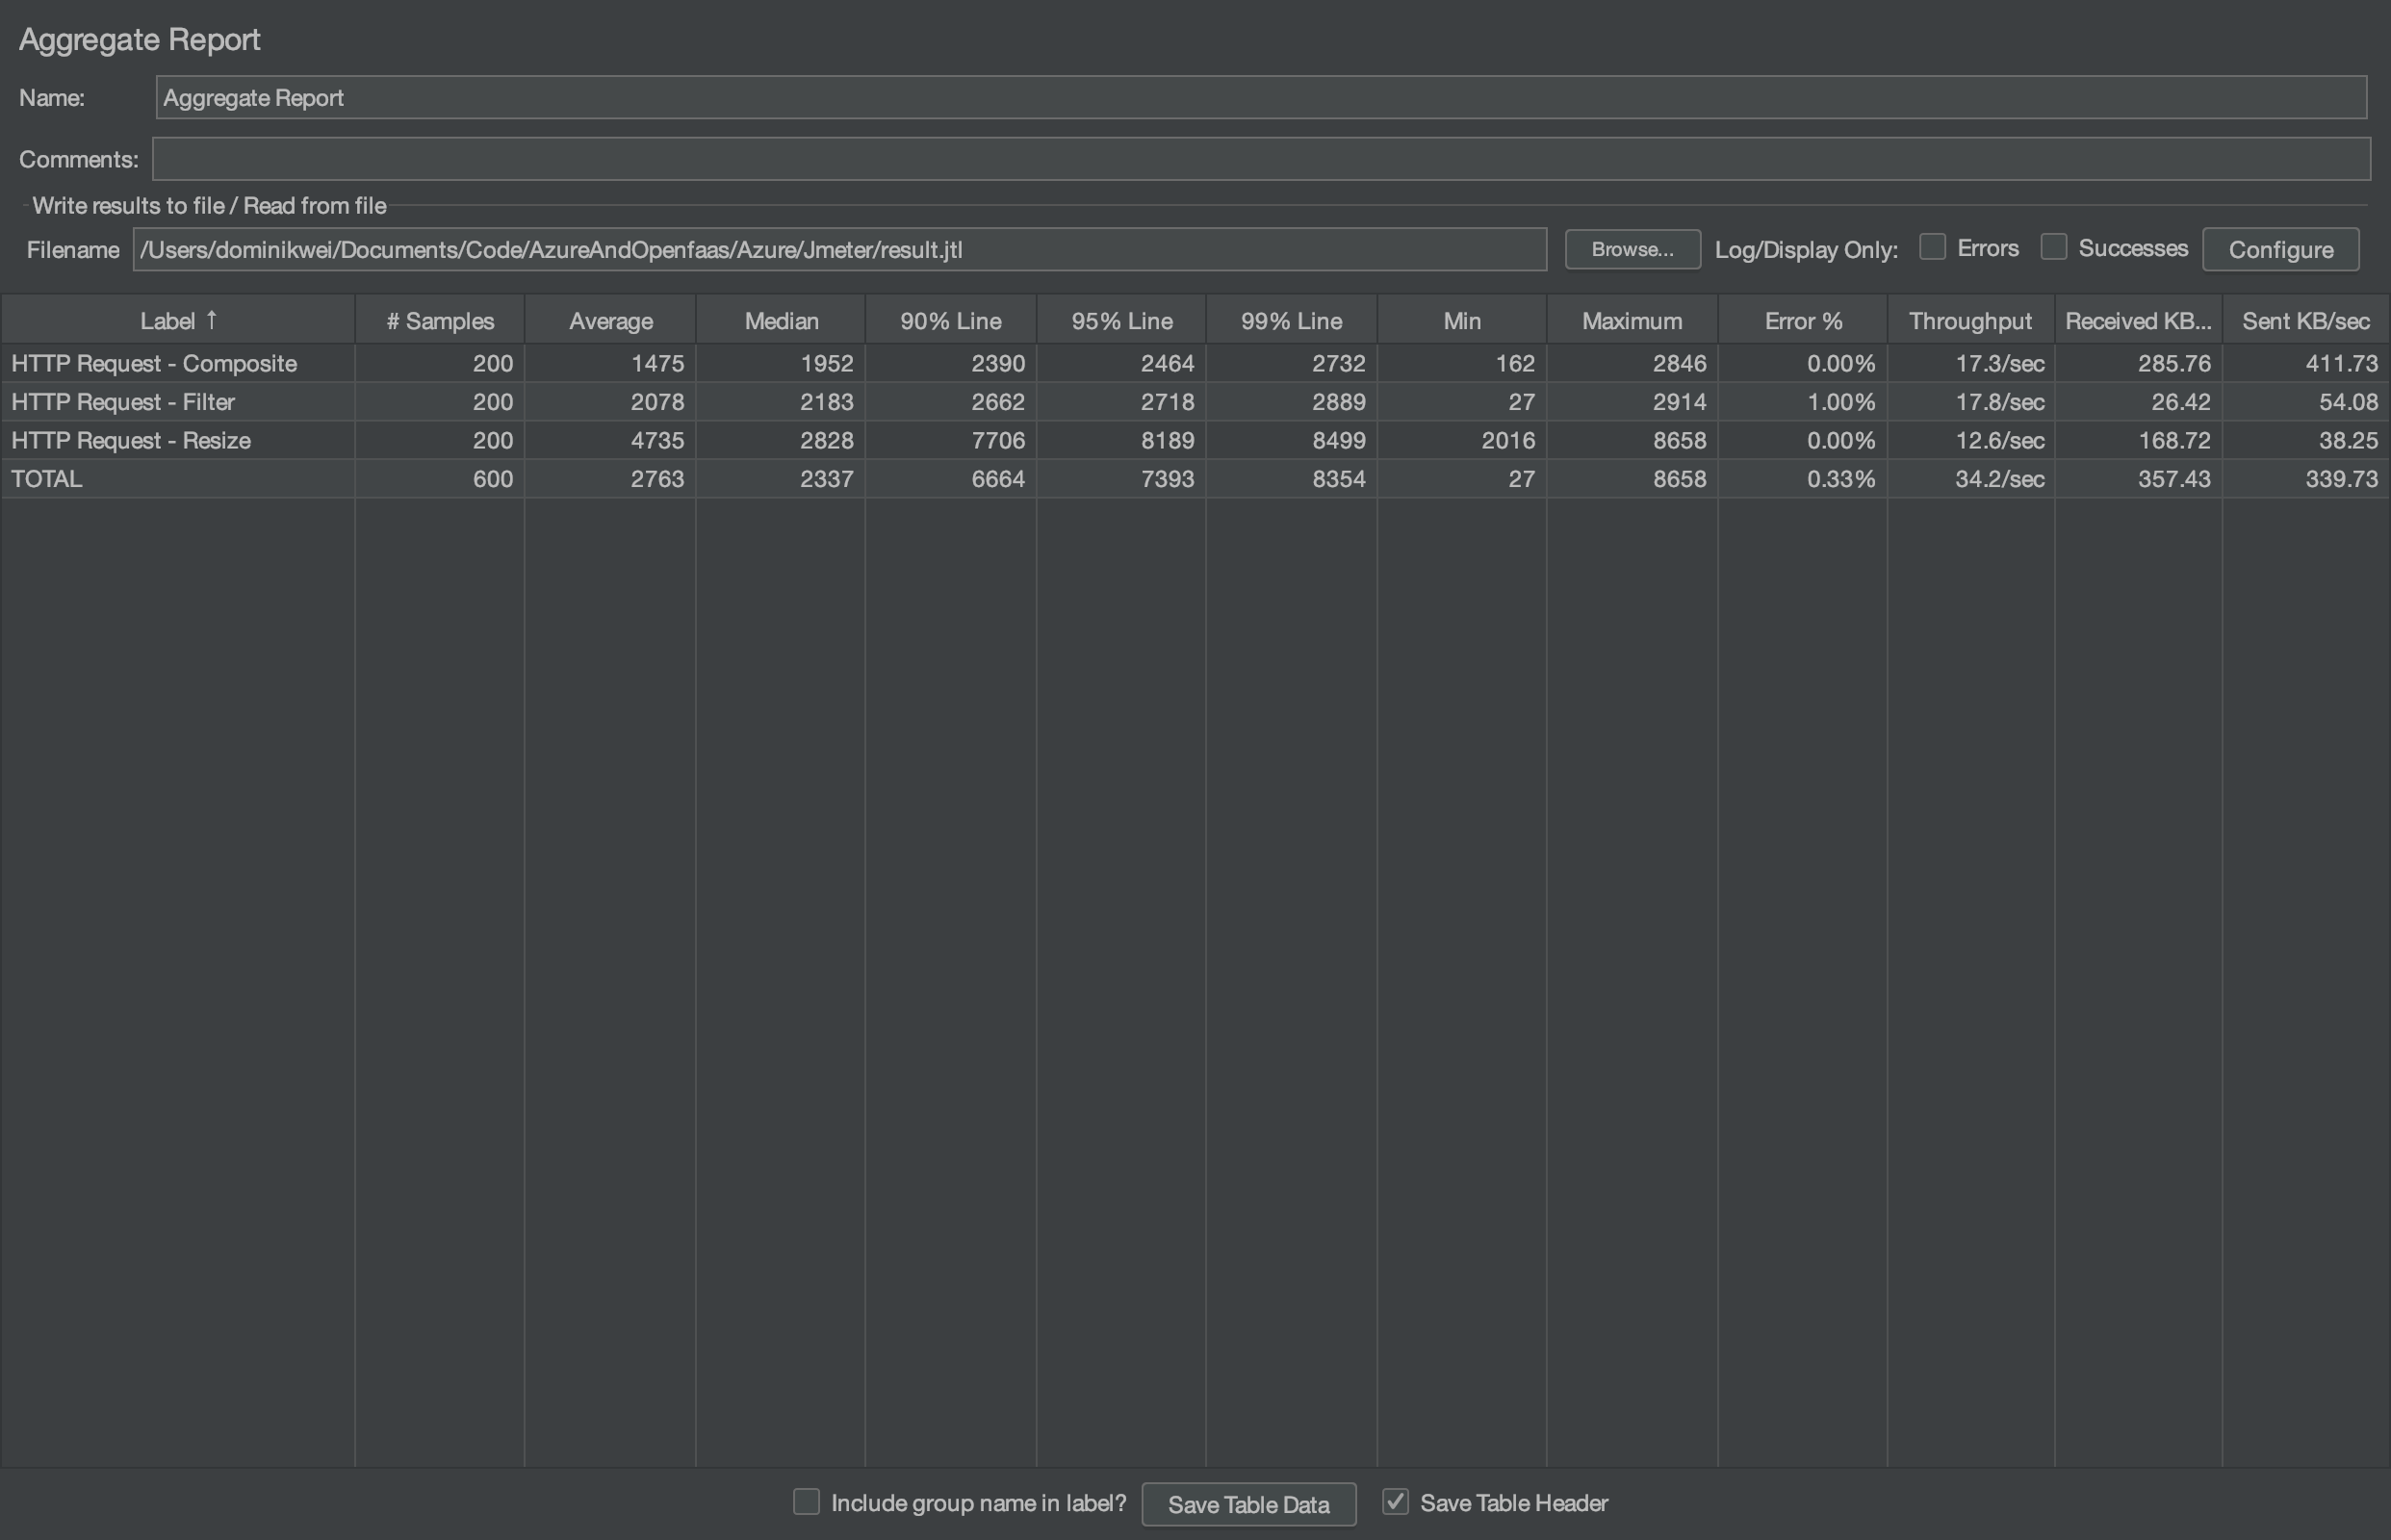 Aggregate Report
Name: Aggregate Report
Comments:
Write results to file / Read from file
Filename /Users/dominikwei/Documents/Code/AzureAndOpenfaas/Azure/Jmeter/result.jtl Browse... Log/Display Only: Errors Successes Configure
Label ↑ # Samples Average Median 90% Line 95% Line 99% Line Min Maximum Error % Throughput Received KB... Sent KB/sec
HTTP Request - Composite 200 1475 1952 2390 2464 2732 162 2846 0.00% 17.3/sec 285.76 411.73
HTTP Request - Filter 200 2078 2183 2662 2718 2889 27 2914 1.00% 17.8/sec 26.42 54.08
HTTP Request - Resize 200 4735 2828 7706 8189 8499 2016 8658 0.00% 12.6/sec 168.72 38.25
TOTAL 600 2763 2337 6664 7393 8354 27 8658 0.33% 34.2/sec 357.43 339.73
Include group name in label? Save Table Data Save Table Header